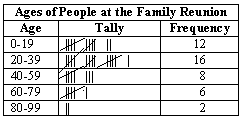 Ages of People at the Family Reunion
Age Tally Frequency
0-19 12
20-39 16
40-59 8
60-79 6
80-99 2